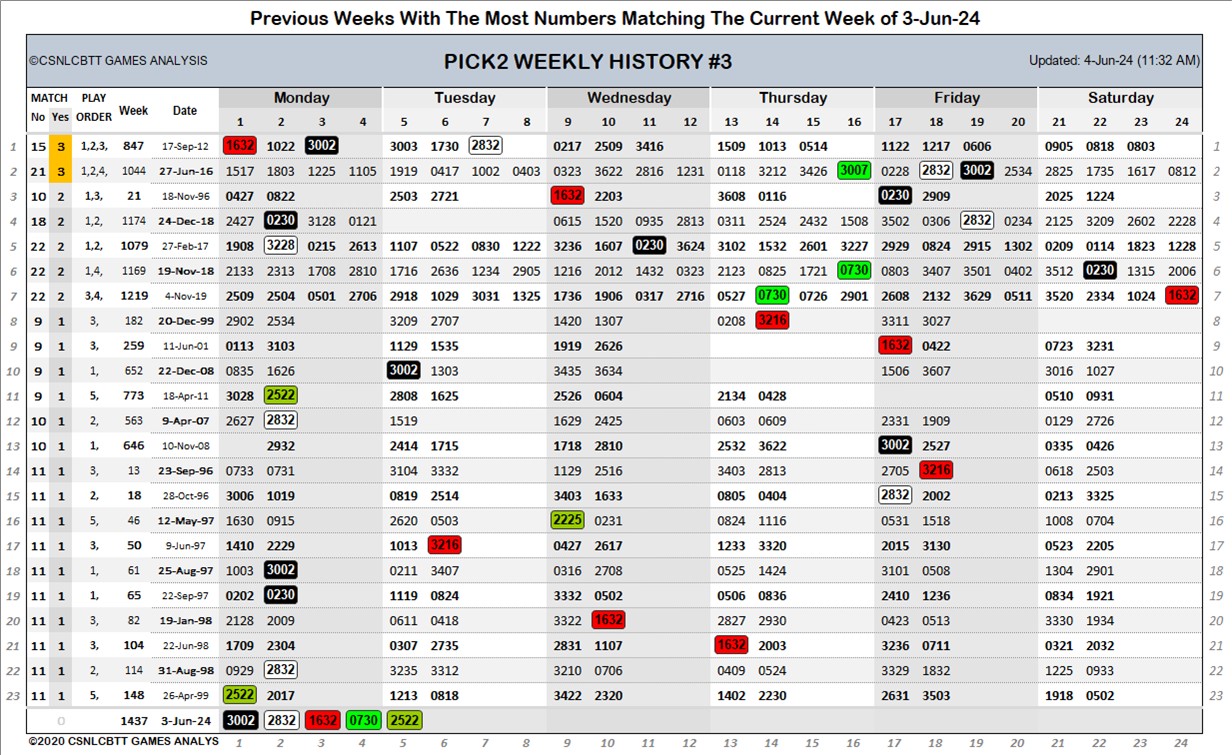 Previous Weeks With The Most Numbers Matching The Current Week of 3-Jun-24
©CSNLCBTT GAMES ANALYSIS PICK2 WEEKLY HISTORY #3 Updated: 4-Jun-24 (11:32 AM)
MATCH PLAY Week Date Monday Tuesday Wednesday Thursday Friday Saturday
No Yes ORDER 1 2 3 4 5 6 7 8 9 10 11 12 13 14 15 16 17 18 19 20 21 22 23 24
1 15 3 1,2,3, 847 17-Sep-12 1632 1022 3002 3003 1730 2832 0217 2509 3416 1509 1013 0514 1122 1217 0606 0905 0818 0803 1
2 21 3 1,2,4, 1044 27-Jun-16 1517 1803 1225 1105 1919 0417 1002 0403 0323 3622 2816 1231 0118 3212 3426 3007 0228 2832 3002 2534 2825 1735 1617 0812 2
3 10 2 1,3, 21 18-Nov-96 0427 0822 2503 2721 1632 2203 3608 0116 0230 2909 2025 1224 3
4 18 2 1,2, 1174 24-Dec-18 2427 0230 3128 0121 0615 1520 0935 2813 0311 2524 2432 1508 3502 0306 2832 0234 2125 3209 2602 2228 4
5 22 2 1,2, 1079 27-Feb-17 1908 3228 0215 2613 1107 0522 0830 1222 3236 1607 0230 3624 3102 1532 2601 3227 2929 0824 2915 1302 0209 0114 1823 1228 5
6 22 2 1,4, 1169 19-Nov-18 2133 2313 1708 2810 1716 2636 1234 2905 1216 2012 1432 0323 2123 0825 1721 0730 0803 3407 3501 0402 3512 0230 1315 2006 6
7 22 2 3,4, 1219 4-Nov-19 2509 2504 0501 2706 2918 1029 3031 1325 1736 1906 0317 2716 0527 0730 0726 2901 2608 2132 3629 0511 3520 2334 1024 1632 7
8 9 1 3, 182 20-Dec-99 2902 2534 3209 2707 1420 1307 0208 3216 3311 3027 8
9 9 1 3, 259 11-Jun-01 0113 3103 1129 1535 1919 2626 1632 0422 0723 3231 9
10 9 1 1, 652 22-Dec-08 0835 1626 3002 1303 3435 3634 1506 3607 3016 1027 10
11 9 1 5, 773 18-Apr-11 3028 2522 2808 1625 2526 0604 2134 0428 0510 0931 11
12 10 1 2, 563 9-Apr-07 2627 2832 1519 1629 2425 0603 0609 2331 1909 0129 2726 12
13 10 1 1, 646 10-Nov-08 2932 2414 1715 1718 2810 2532 3622 3002 2527 0335 0426 13
14 11 1 3, 13 23-Sep-96 0733 0731 3104 3332 1129 2516 3403 2813 2705 3216 0618 2503 14
15 11 1 2, 18 28-Oct-96 3006 1019 0819 2514 3403 1633 0805 0404 2832 2002 0213 3325 15
16 11 1 5, 46 12-May-97 1630 0915 2620 0503 2225 0231 0824 1116 0531 1518 1008 0704 16
17 11 1 3, 50 9-Jun-97 1410 2229 1013 3216 0427 2617 1233 3320 2015 3130 0523 2205 17
18 11 1 1, 61 25-Aug-97 1003 3002 0211 3407 0316 2708 0525 1424 3101 0508 1304 2901 18
19 11 1 1, 65 22-Sep-97 0202 0230 1119 0824 3332 0502 0506 0836 2410 1236 0834 1921 19
20 11 1 3, 82 19-Jan-98 2128 2009 0611 0418 3322 1632 2827 2930 0423 0513 3330 1934 20
21 11 1 3, 104 22-Jun-98 1709 2304 0307 2735 2831 1107 1632 2003 3236 0711 0321 2032 21
22 11 1 2, 114 31-Aug-98 0929 2832 3235 3312 3210 0706 0409 0524 3329 1832 1225 0933 22
23 11 1 5, 148 26-Apr-99 2522 2017 1213 0818 3422 2320 1402 2230 2631 3503 1918 0502 23
0 1437 3-Jun-24 3002 2832 1632 0730 2522
©2020 CSNLCBTT GAMES ANALYS 1 2 3 4 5 6 7 8 9 10 11 12 13 14 15 16 17 18 19 20 21 22 23 24